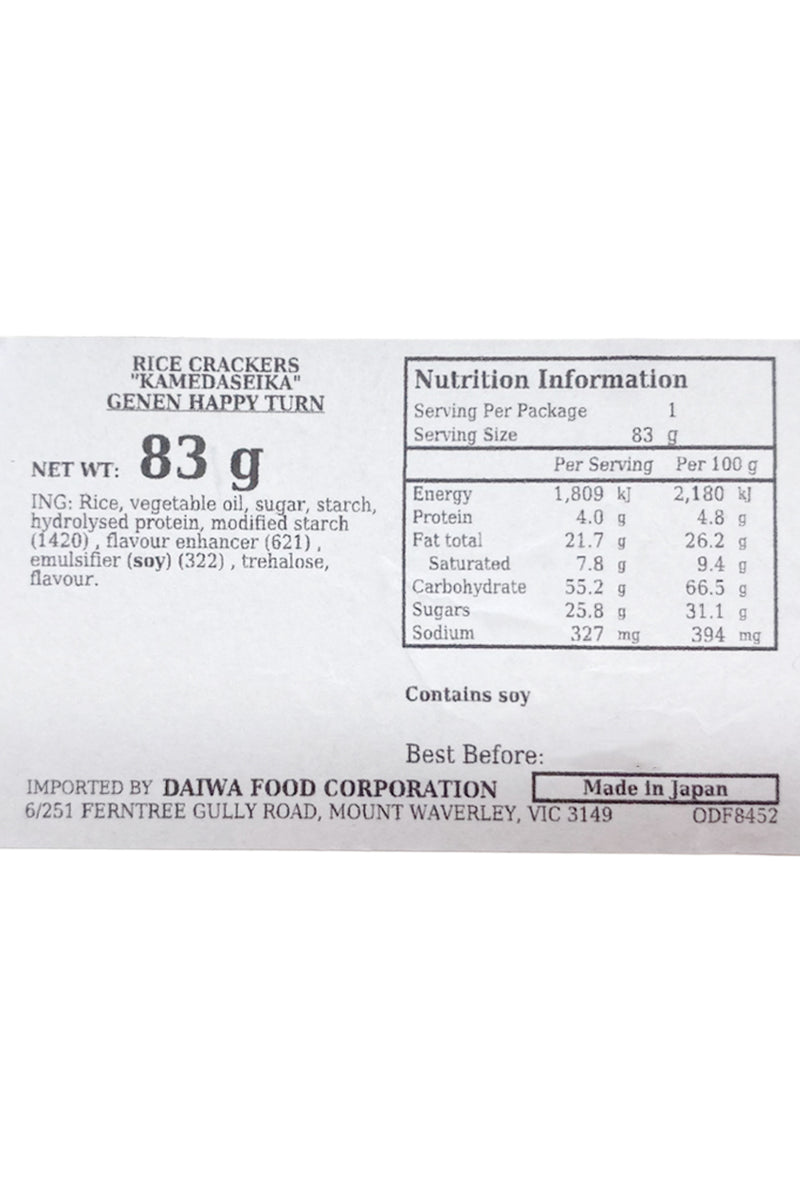 RICE CRACKERS
"KAMEDASEIKA"
GENEN HAPPY TURN
NET WT: 83 g
ING: Rice, vegetable oil, sugar, starch,
hydrolysed protein, modified starch
(1420) , flavour enhancer (621) ,
emulsifier (soy) (322) , trehalose,
flavour.
Nutrition Information
Serving Per Package 1
Serving Size 83 g
Per Serving Per 100 g
Energy 1,809 kJ 2,180 kJ
Protein 4.0 g 4.8 g
Fat total 21.7 g 26.2 g
Saturated 7.8 g 9.4 g
Carbohydrate 55.2 g 66.5 g
Sugars 25.8 g 31.1 g
Sodium 327 mg 394 mg
Contains soy
Best Before:
IMPORTED BY DAIWA FOOD CORPORATION
6/251 FERNTREE GULLY ROAD, MOUNT WAVERLEY, VIC 3149
Made in Japan
ODF8452